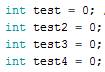 int test = 0;
int test2 = 0;
int test3 = 0;
int test4 = 0;